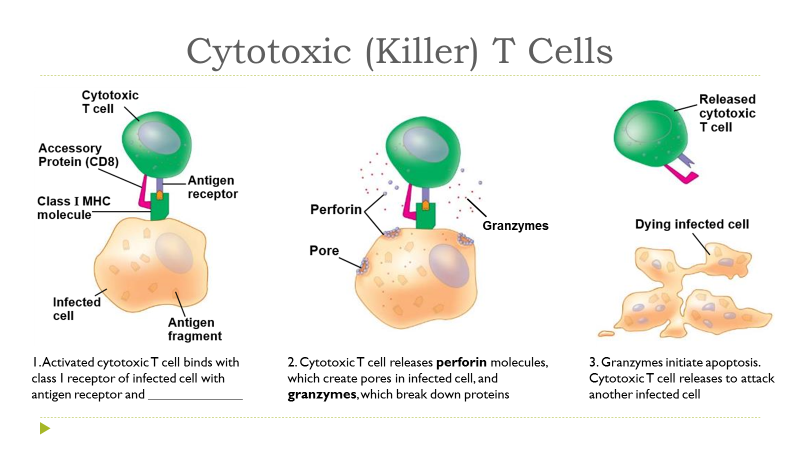 Cytotoxic (Killer) T Cells
Cytotoxic
T cell
Accessory
Protein (CD8)
Antigen
receptor
Class I MHC
molecule
Infected
cell
Antigen
fragment
1. Activated cytotoxic T cell binds with
class I receptor of infected cell with
antigen receptor and ______________
Perforin
Granzymes
Pore
2. Cytotoxic T cell releases perforin molecules,
which create pores in infected cell, and
granzymes, which break down proteins
Released
cytotoxic
T cell
Dying infected cell
3. Granzymes initiate apoptosis.
Cytotoxic T cell releases to attack
another infected cell